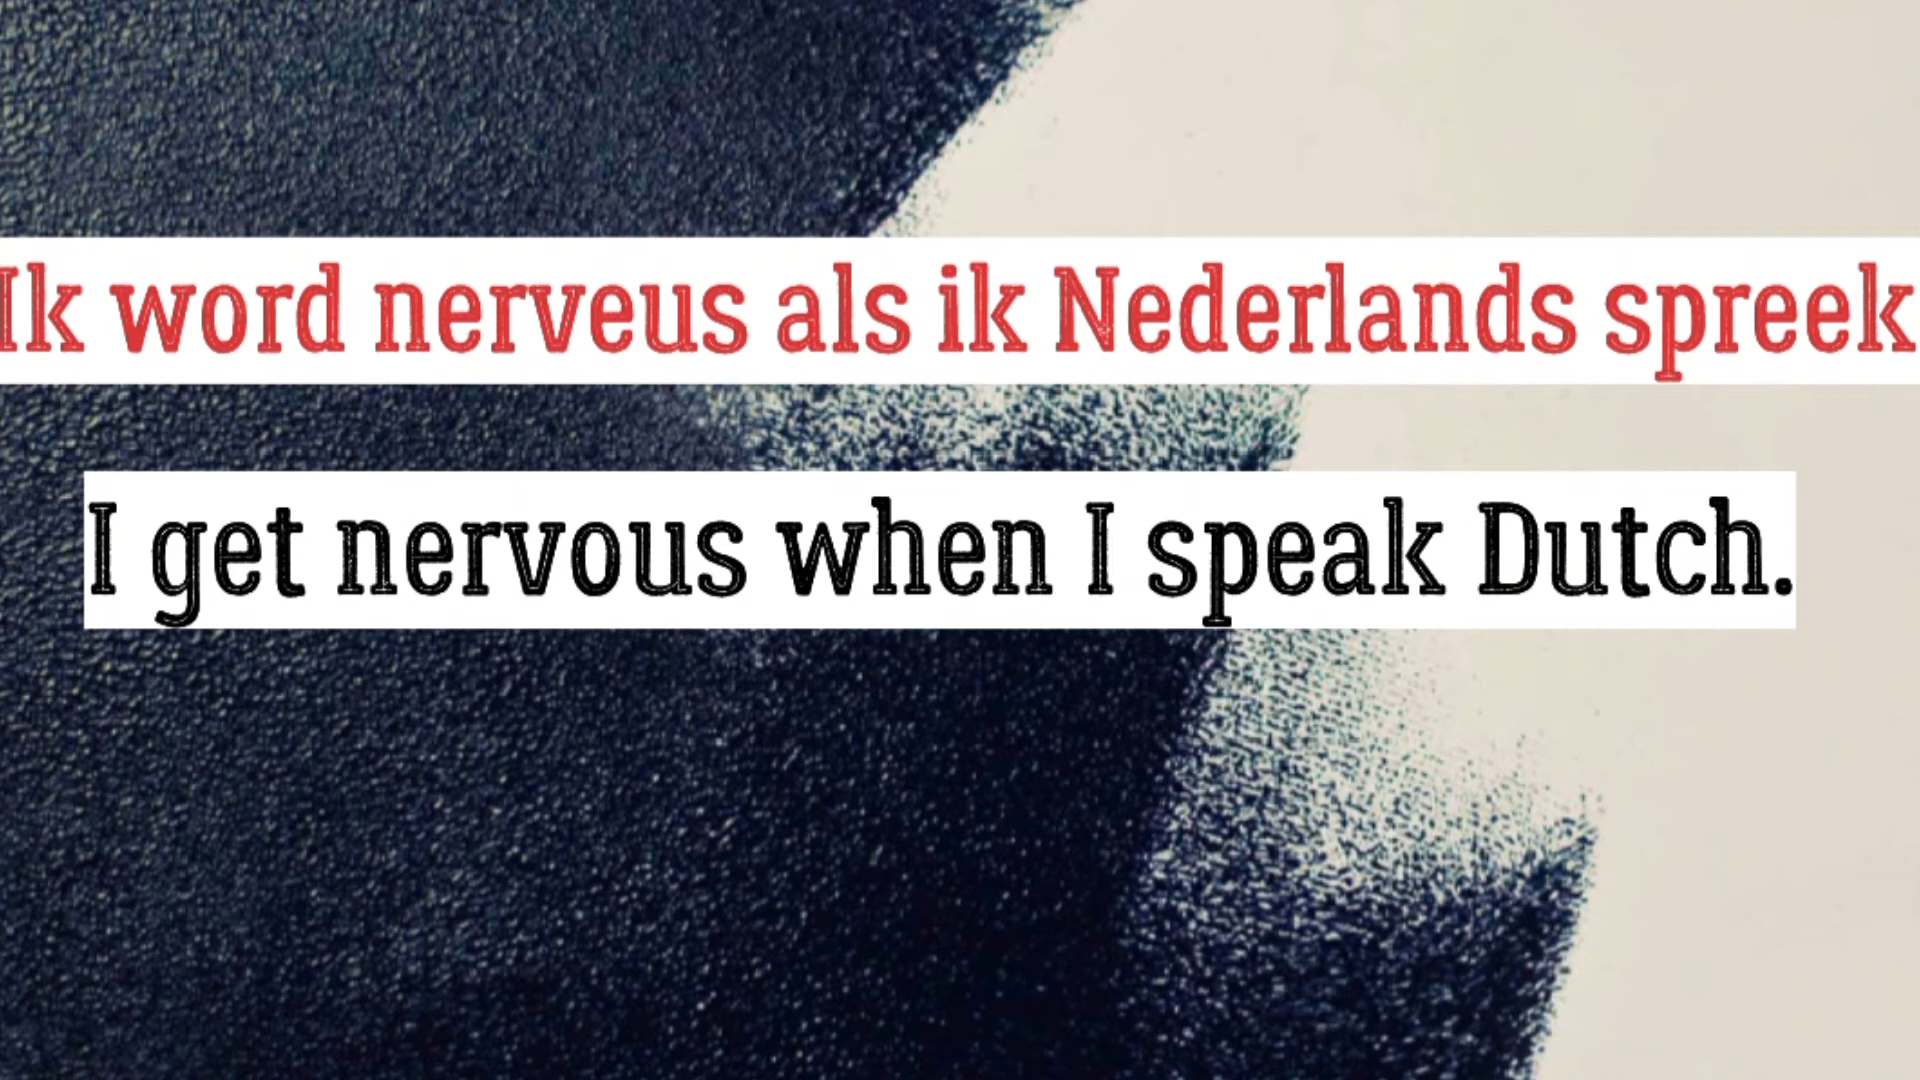 Ik word nerveus als ik Nederlands spreek
I get nervous when I speak Dutch.